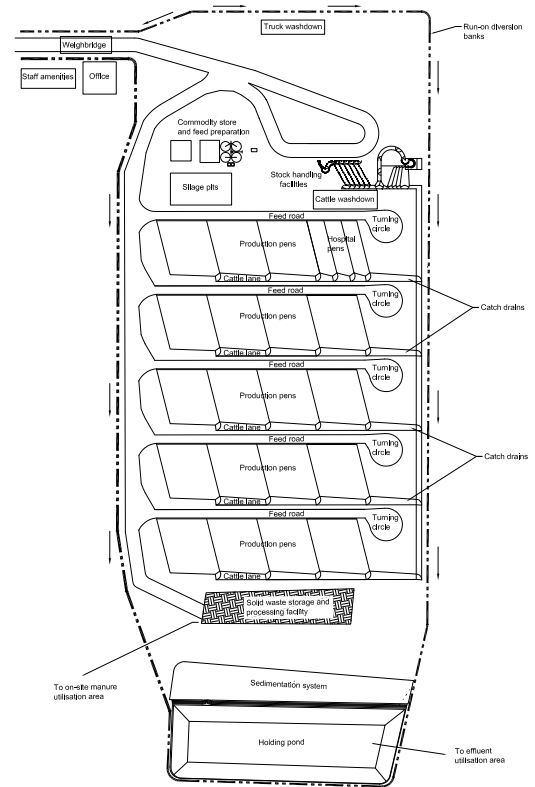 Truck washdown
Run-on diversion
banks
Weighbridge
Staff amenities
Office
Commodity store
and feed preparation
Stock handling
facilities
Silage pits
Cattle washdown
Feed road
Turning
circle
Production pens
Hospital
pens
Cattle lane
Feed road
Turning
circle
Catch drains
Production pens
Cattle lane
Feed road
Turning
circle
Production pens
Cattle lane
Feed road
Turning
circle
Catch drains
Production pens
Cattle lane
Feed road
Turning
circle
Production pens
Cattle lane
Solid waste storage and
processing facility
To on-site manure
utilisation area
Sedimentation system
Holding pond
To effluent
utilisation area